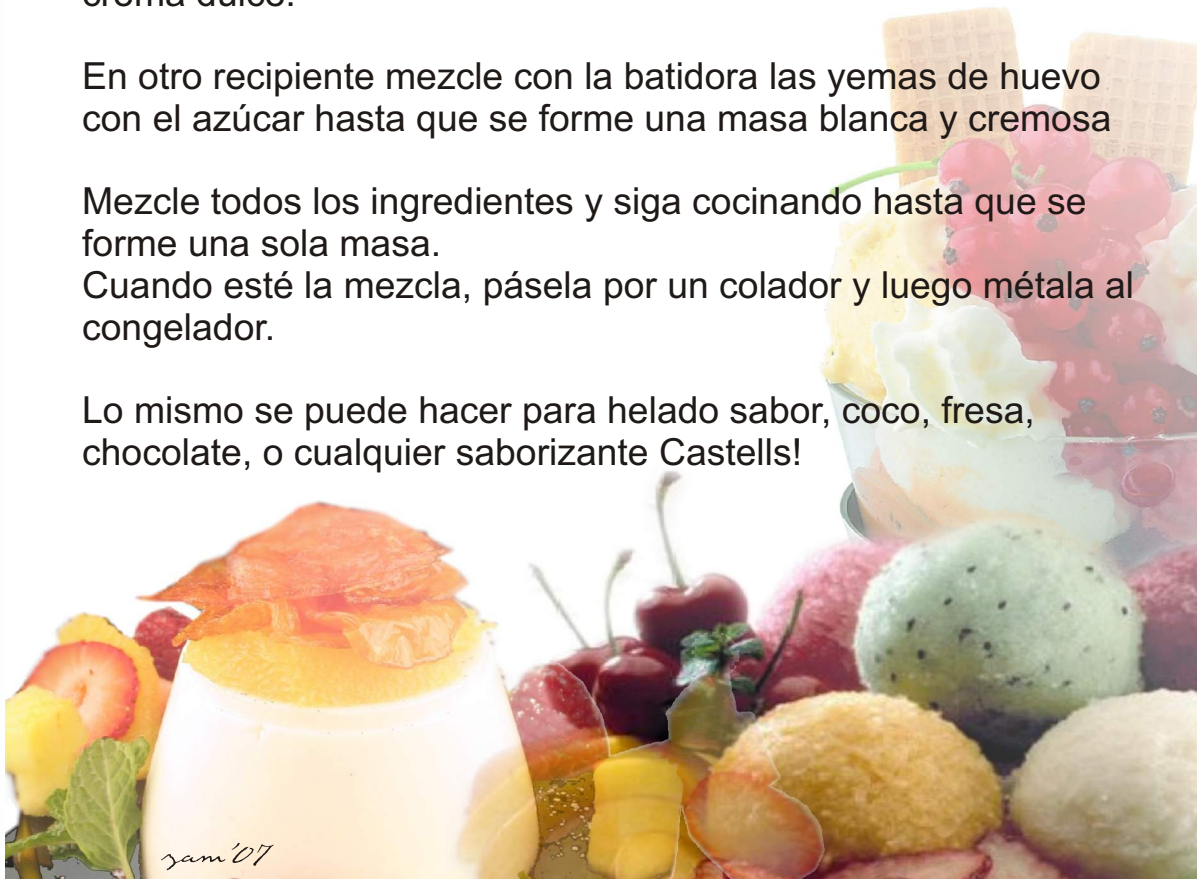 crema dulce.
En otro recipiente mezcle con la batidora las yemas de huevo
con el azúcar hasta que se forme una masa blanca y cremosa
Mezcle todos los ingredientes y siga cocinando hasta que se
forme una sola masa.
Cuando esté la mezcla, pásela por un colador y luego métala al
congelador.
Lo mismo se puede hacer para helado sabor, coco, fresa,
chocolate, o cualquier saborizante Castells!
zam'07